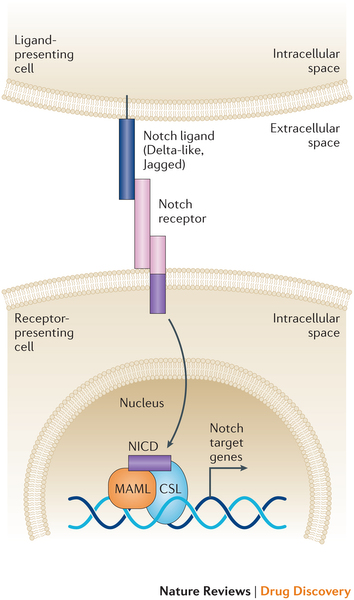 Ligand-
presenting
cell
Intracellular
space
Extracellular
space
Notch ligand
(Delta-like,
Jagged)
Notch
receptor
Receptor-
presenting
cell
Intracellular
space
Nucleus
Notch
target
genes
NICD
MAML
CSL
Nature Reviews | Drug Discovery